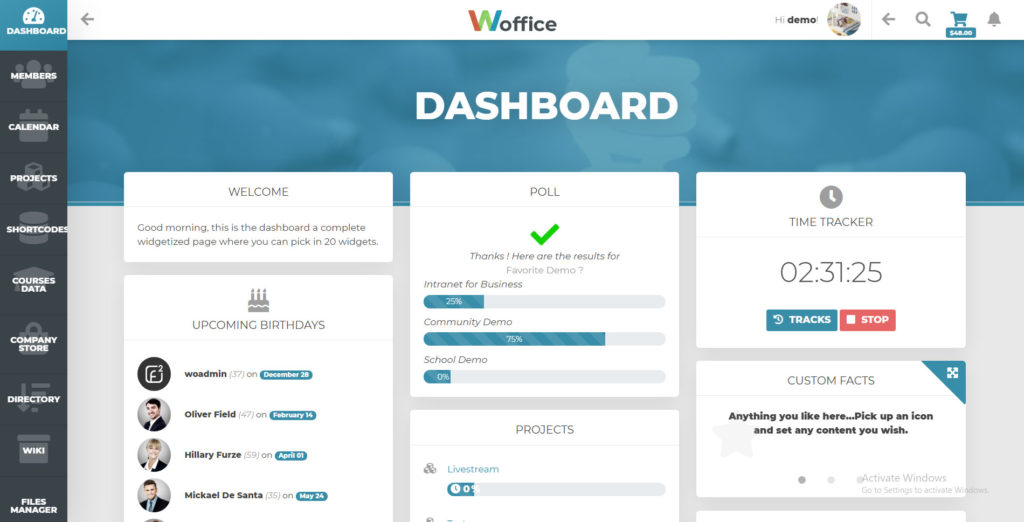 DASHBOARD
MEMBERS
CALENDAR
PROJECTS
SHORTCODES
COURSES
DATA
COMPANY
STORE
DIRECTORY
WIKI
FILES
MANAGER
Woffice
Hi demo!
$48.00
DASHBOARD
WELCOME
Good morning, this is the dashboard a complete
widgetized page where you can pick in 20 widgets.
UPCOMING BIRTHDAYS
woadmin (37) on December 28
Oliver Field (47) on February 14
Hillary Furze (59) on April 01
Mickael De Santa (35) on May 24
POLL
Thanks ! Here are the results for
Favorite Demo ?
Intranet for Business
25%
Community Demo
75%
School Demo
0%
PROJECTS
Livestream
0%
TIME TRACKER
02:31:25
TRACKS STOP
CUSTOM FACTS
Anything you like here...Pick up an icon
and set any content you wish.
Activate Windows
Go to Settings to activate Windows.